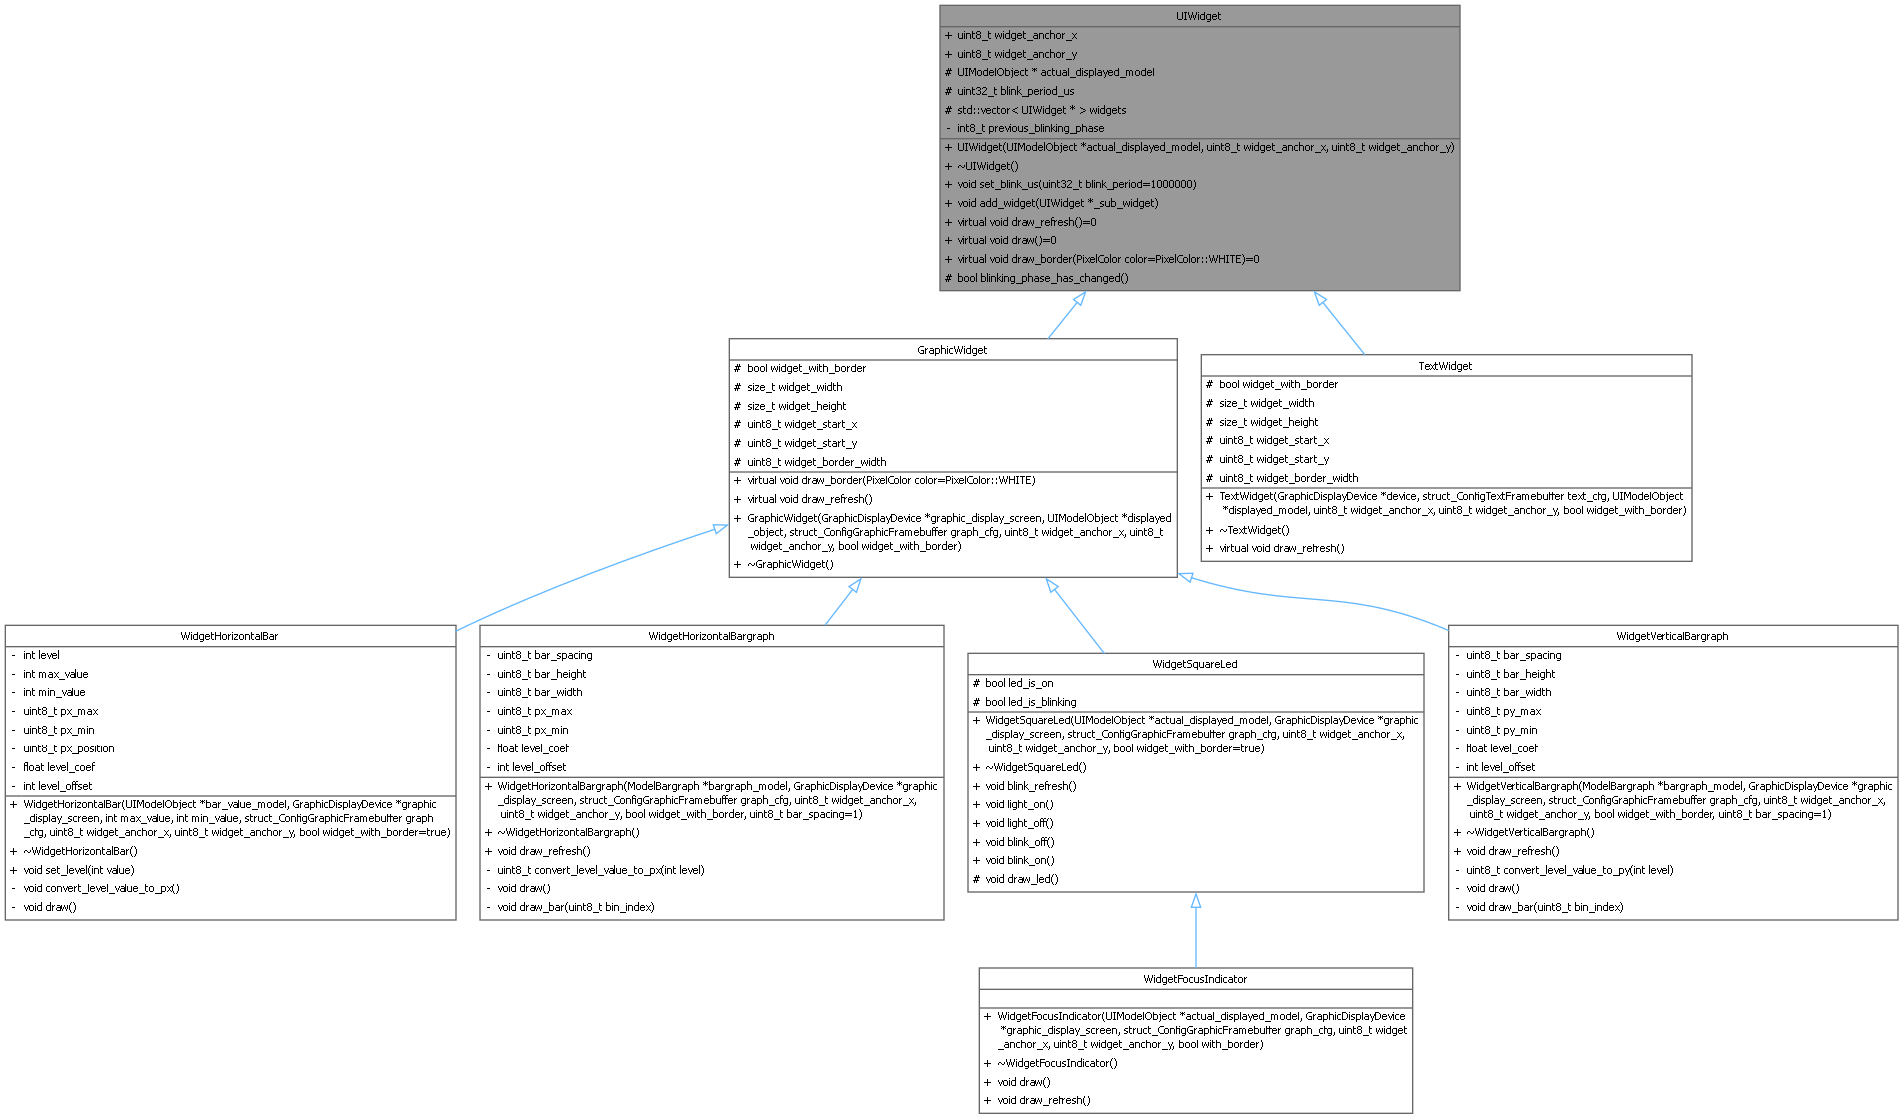 UIWidget
+ uint8_t widget_anchor_x
+ uint8_t widget_anchor_y
# UIModelObject * actual_displayed_model
# uint32_t blink_period_us
# std::vector< UIWidget * > widgets
- int8_t previous_blinking_phase
+ UIWidget(UIModelObject *actual_displayed_model, uint8_t widget_anchor_x, uint8_t widget_anchor_y)
+ ~UIWidget()
+ void set_blink_us(uint32_t blink_period=1000000)
+ void add_widget(UIWidget *_sub_widget)
+ virtual void draw_refresh()=0
+ virtual void draw()=0
+ virtual void draw_border(PixelColor color=PixelColor::WHITE)=0
# bool blinking_phase_has_changed()
GraphicWidget
# bool widget_with_border
# size_t widget_width
# size_t widget_height
# uint8_t widget_start_x
# uint8_t widget_start_y
# uint8_t widget_border_width
+ virtual void draw_border(PixelColor color=PixelColor::WHITE)
+ virtual void draw_refresh()
+ GraphicWidget(GraphicDisplayDevice *graphic_display_screen, UIModelObject *displayed
_object, struct_ConfigGraphicFramebuffer graph_cfg, uint8_t widget_anchor_x, uint8_t
widget_anchor_y, bool widget_with_border)
+ ~GraphicWidget()
TextWidget
# bool widget_with_border
# size_t widget_width
# size_t widget_height
# uint8_t widget_start_x
# uint8_t widget_start_y
# uint8_t widget_border_width
+ TextWidget(GraphicDisplayDevice *device, struct_ConfigTextFramebuffer text_cfg, UIModelObject
*displayed_model, uint8_t widget_anchor_x, uint8_t widget_anchor_y, bool widget_with_border)
+ ~TextWidget()
+ virtual void draw_refresh()
WidgetHorizontalBar
- int level
- int max_value
- int min_value
- uint8_t px_max
- uint8_t px_min
- uint8_t px_position
- float level_coef
- int level_offset
+ WidgetHorizontalBar(UIModelObject *bar_value_model, GraphicDisplayDevice *graphic
_display_screen, int max_value, int min_value, struct_ConfigGraphicFramebuffer graph
_cfg, uint8_t widget_anchor_x, uint8_t widget_anchor_y, bool widget_with_border=true)
+ ~WidgetHorizontalBar()
+ void set_level(int value)
- void convert_level_value_to_px()
- void draw()
WidgetHorizontalBargraph
- uint8_t bar_spacing
- uint8_t bar_height
- uint8_t bar_width
- uint8_t px_max
- uint8_t px_min
- float level_coef
- int level_offset
+ WidgetHorizontalBargraph(ModelBargraph *bargraph_model, GraphicDisplayDevice *graphic
_display_screen, struct_ConfigGraphicFramebuffer graph_cfg, uint8_t widget_anchor_x,
uint8_t widget_anchor_y, bool widget_with_border, uint8_t bar_spacing=1)
+ ~WidgetHorizontalBargraph()
+ void draw_refresh()
- uint8_t convert_level_value_to_px(int level)
- void draw()
- void draw_bar(uint8_t bin_index)
WidgetSquareLed
# bool led_is_on
# bool led_is_blinking
+ WidgetSquareLed(UIModelObject *actual_displayed_model, GraphicDisplayDevice *graphic
_display_screen, struct_ConfigGraphicFramebuffer graph_cfg, uint8_t widget_anchor_x,
uint8_t widget_anchor_y, bool widget_with_border=true)
+ ~WidgetSquareLed()
+ void blink_refresh()
+ void light_on()
+ void light_off()
+ void blink_off()
+ void blink_on()
# void draw_led()
WidgetVerticalBargraph
- uint8_t bar_spacing
- uint8_t bar_height
- uint8_t bar_width
- uint8_t py_max
- uint8_t py_min
- float level_coef
- int level_offset
+ WidgetVerticalBargraph(ModelBargraph *bargraph_model, GraphicDisplayDevice *graphic
_display_screen, struct_ConfigGraphicFramebuffer graph_cfg, uint8_t widget_anchor_x,
uint8_t widget_anchor_y, bool widget_with_border, uint8_t bar_spacing=1)
+ ~WidgetVerticalBargraph()
+ void draw_refresh()
- uint8_t convert_level_value_to_py(int level)
- void draw()
- void draw_bar(uint8_t bin_index)
WidgetFocusIndicator
+ WidgetFocusIndicator(UIModelObject *actual_displayed_model, GraphicDisplayDevice
*graphic_display_screen, struct_ConfigGraphicFramebuffer graph_cfg, uint8_t widget
_anchor_x, uint8_t widget_anchor_y, bool with_border)
+ ~WidgetFocusIndicator()
+ void draw()
+ void draw_refresh()